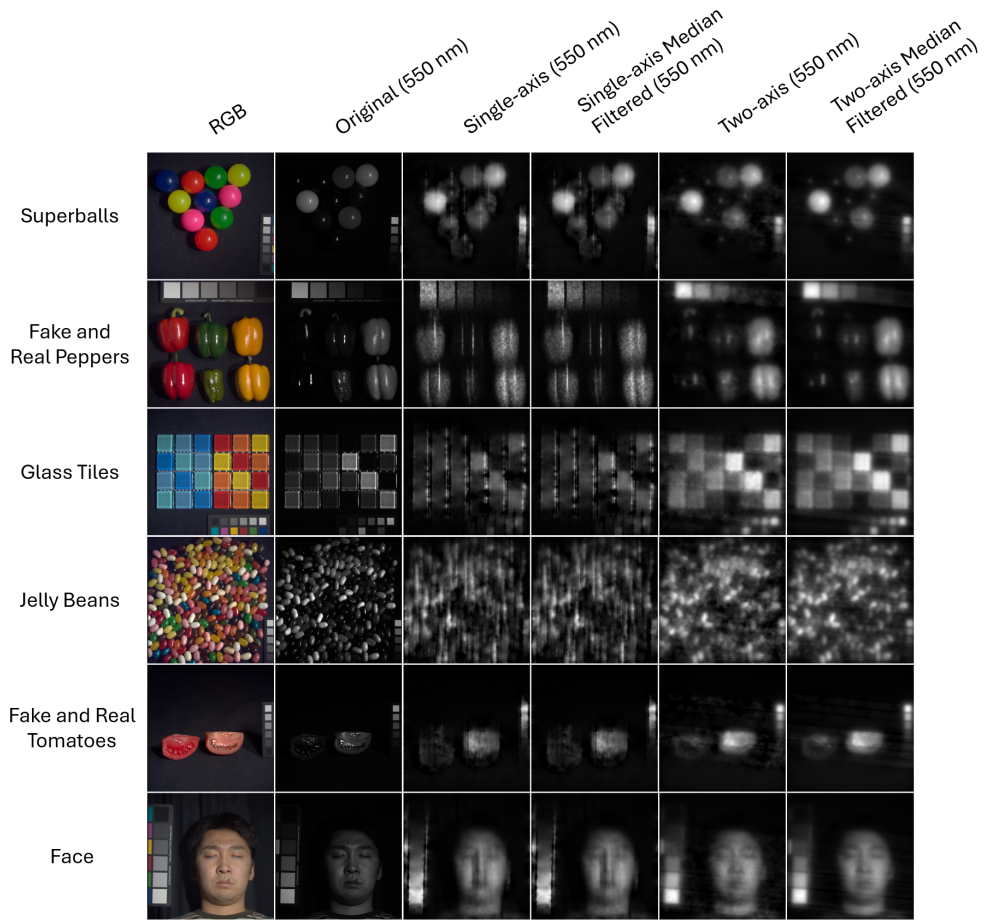 RGB
Original (550 nm)
Single-axis (550 nm)
Single-axis Median
Filtered (550 nm)
Two-axis (550 nm)
Two-axis Median
Filtered (550 nm)
Superballs
Fake and
Real Peppers
Glass Tiles
Jelly Beans
Fake and Real
Tomatoes
Face